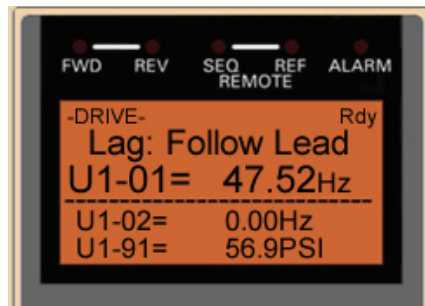 FWD REV SEQ REF ALARM
REMOTE
-DRIVE- Rdy
Lag: Follow Lead
U1-01= 47.52Hz
U1-02= 0.00Hz
U1-91= 56.9PSI